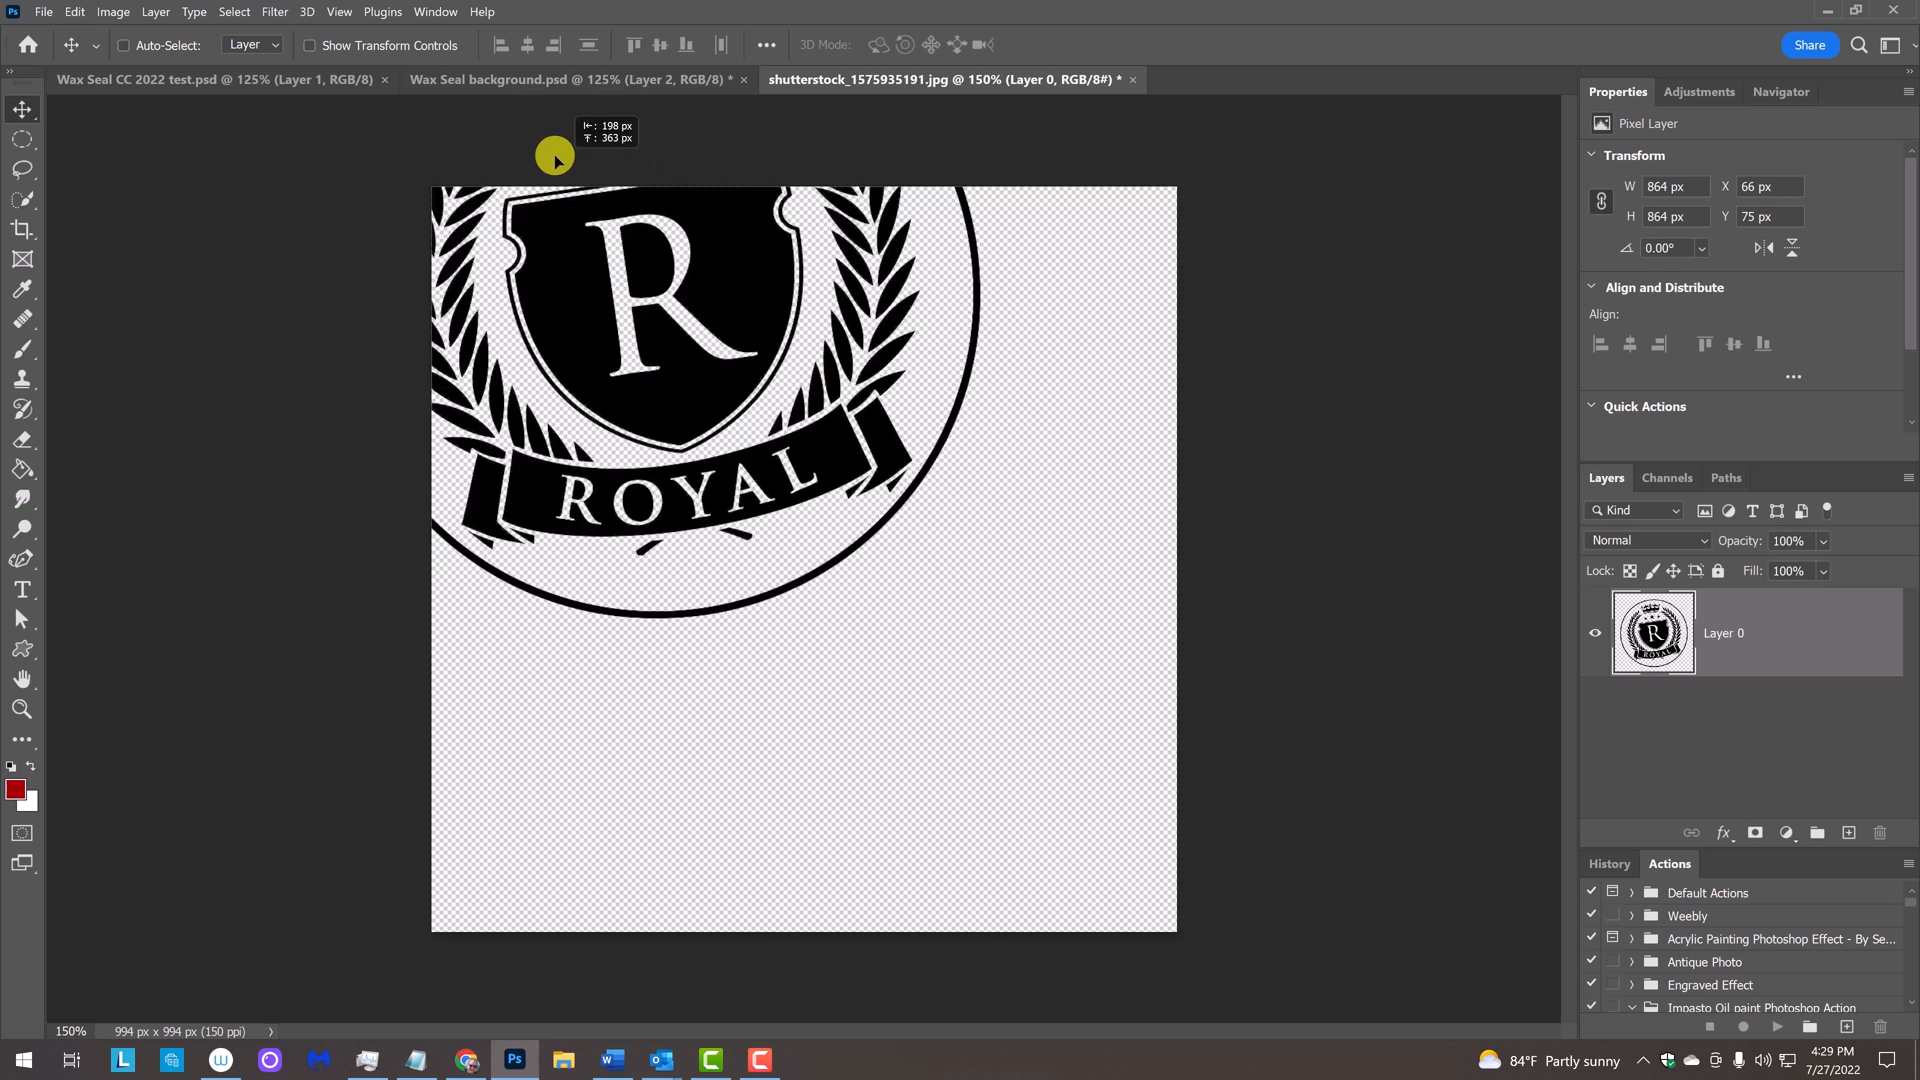 File Edit Image Layer Type Select Filter 3D View Plugins Window Help
Auto-Select: Layer Show Transform Controls 3D Mode: Share
Wax Seal CC 2022 test.psd @ 125% (Layer 1, RGB/8) × Wax Seal background.psd @ 125% (Layer 2, RGB/8) * × shutterstock_1575935191.jpg @ 150% (Layer 0, RGB/8#) * ×
Properties Adjustments Navigator
Pixel Layer
Transform
W 864 px X 66 px
H 864 px Y 75 px
0.00°
Align and Distribute
Align:
Quick Actions
198 px
363 px
R
ROYAL
Layers Channels Paths
Kind
Normal Opacity: 100%
Lock: Fill: 100%
Layer 0
fx
History Actions
Default Actions
Weebly
Acrylic Painting Photoshop Effect - By Se...
Antique Photo
Engraved Effect
Impasto Oil paint Photoshop Action
150% 994 px x 994 px (150 ppi)
84°F Partly sunny
4:29 PM
7/27/2022